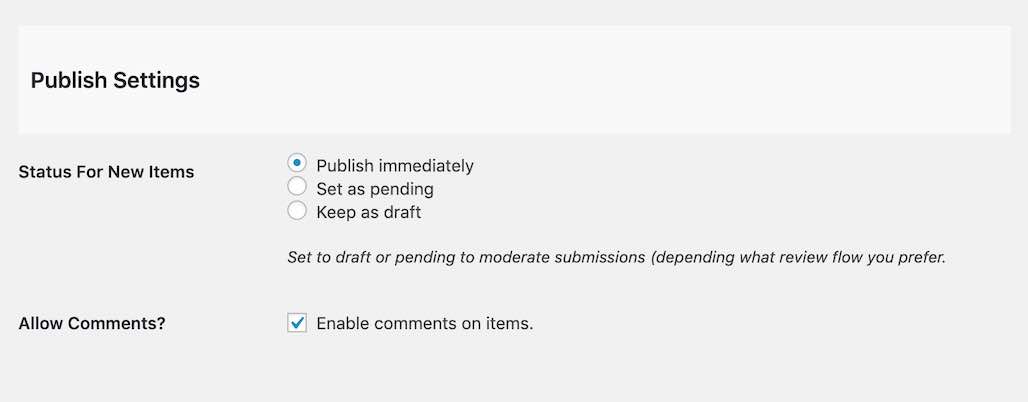 Publish Settings
Status For New Items
Publish immediately
Set as pending
Keep as draft
Set to draft or pending to moderate submissions (depending what review flow you prefer.
Allow Comments?
Enable comments on items.